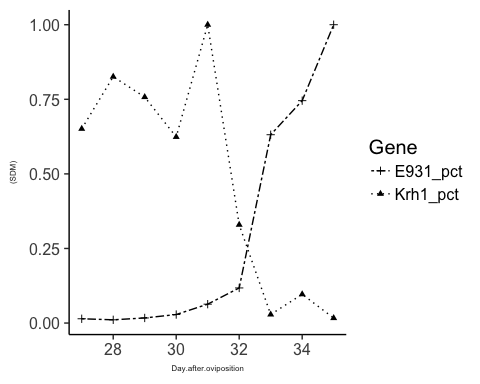 1.00
0.75
0.50
0.25
0.00
(SDM)
28 30 32 34
Day.after.oviposition
Gene
E931_pct
Krh1_pct